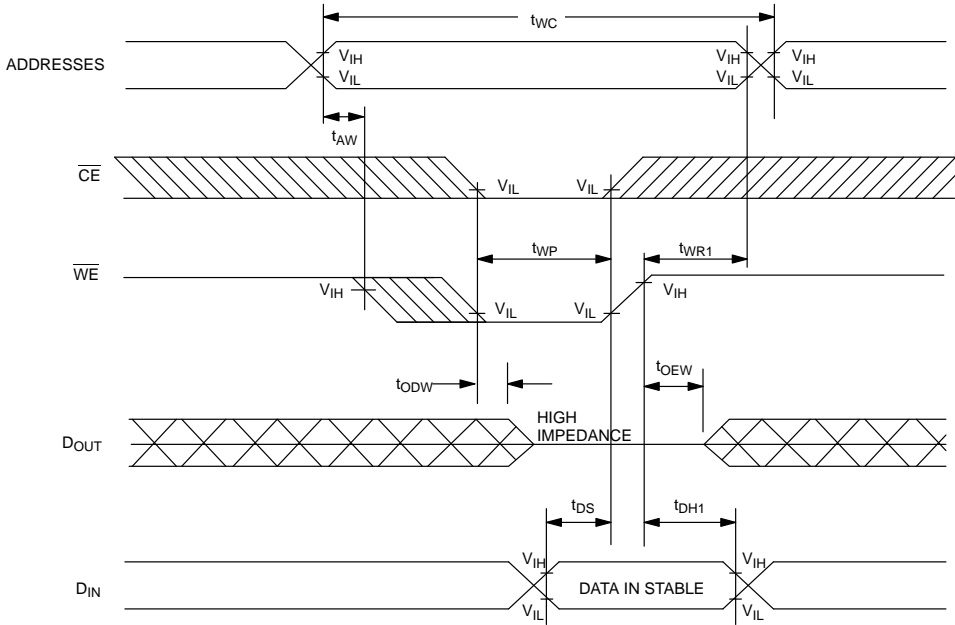 tWC
ADDRESSES
VIH
VIL
VIH
VIL
VIH
VIL
tAW
CE
VIL
VIL
tWP
tWR1
WE
VIH
VIL
VIL
VIH
tODW
tOEW
DOUT
HIGH
IMPEDANCE
tDS
tDH1
DIN
VIH
VIL
DATA IN STABLE
VIH
VIL